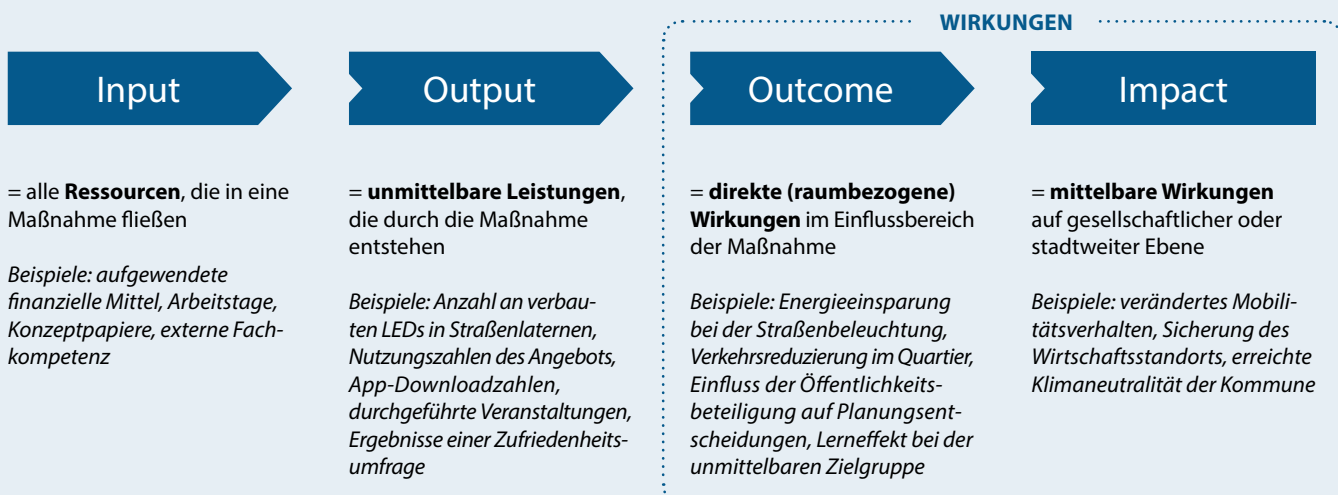 WIRKUNGEN
Input
= alle Ressourcen, die in eine
Maßnahme fließen
Beispiele: aufgewendete
finanzielle Mittel, Arbeitstage,
Konzeptpapiere, externe Fach-
kompetenz
Output
= unmittelbare Leistungen,
die durch die Maßnahme
entstehen
Beispiele: Anzahl an verbau-
ten LEDs in Straßenlaternen,
Nutzungszahlen des Angebots,
App-Downloadzahlen,
durchgeführte Veranstaltungen,
Ergebnisse einer Zufriedenheits-
umfrage
Outcome
= direkte (raumbezogene)
Wirkungen im Einflussbereich
der Maßnahme
Beispiele: Energieeinsparung
bei der Straßenbeleuchtung,
Verkehrsreduzierung im Quartier,
Einfluss der Öffentlichkeits-
beteiligung auf Planungsent-
scheidungen, Lerneffekt bei der
unmittelbaren Zielgruppe
Impact
= mittelbare Wirkungen
auf gesellschaftlicher oder
stadtweiter Ebene
Beispiele: verändertes Mobili-
tätsverhalten, Sicherung des
Wirtschaftsstandorts, erreichte
Klimaneutralität der Kommune